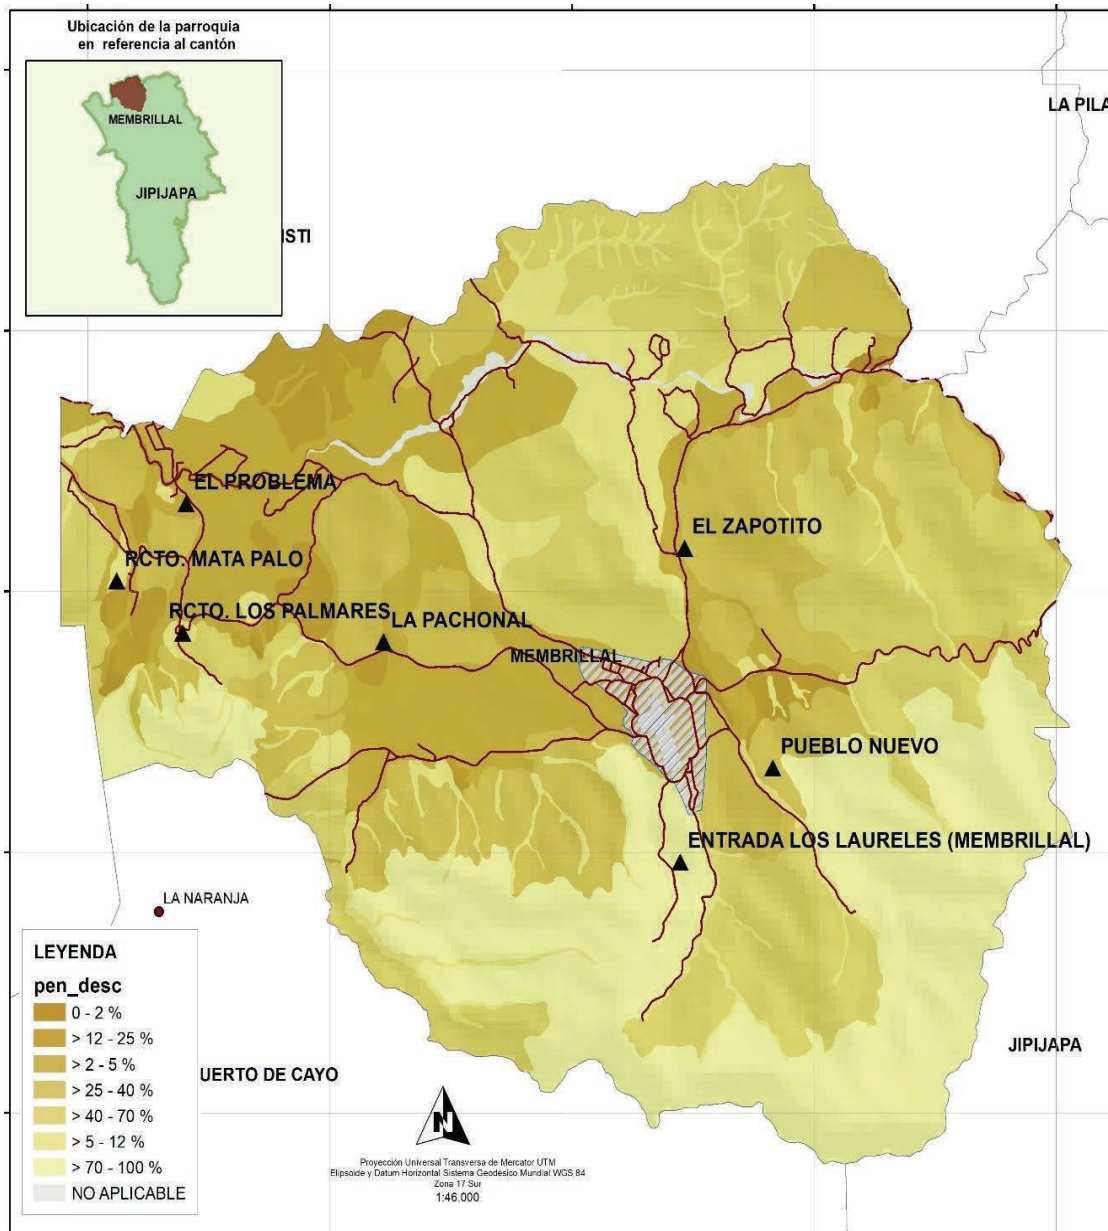 Ubicación de la parroquia
en referencia al cantón
MEMBRILLAL
JIPIJAPA
LA PILA
ISTI
EL PROBLEMA
EL ZAPOTITO
RCTO. MATA PALO
RCTO. LOS PALMARES
LA PACHONAL
MEMBRILLAL
PUEBLO NUEVO
ENTRADA LOS LAURELES (MEMBRILLAL)
LA NARANJA
LEYENDA
pen_desc
0 - 2 %
> 12 - 25 %
> 2 - 5 %
> 25 - 40 %
> 40 - 70 %
> 5 - 12 %
> 70 - 100 %
NO APLICABLE
UERTO DE CAYO
JIPIJAPA
N
Proyección Universal Transversa de Mercator UTM
Elipsoide y Datum Horizontal Sistema Geodésico Mundial WGS 84
Zona 17 Sur
1:46.000